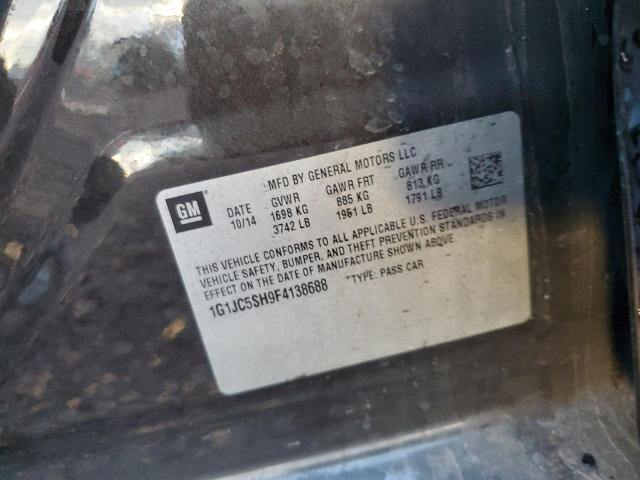 MFD BY GENERAL MOTORS LLC
GM
DATE GVWR GAWR FRT GAWR RR
10/14 1698 KG 885 KG 813 KG
3742 LB 1951 LB 1791 LB
THIS VEHICLE CONFORMS TO ALL APPLICABLE U.S. FEDERAL MOTOR
VEHICLE SAFETY, BUMPER, AND THEFT PREVENTION STANDARDS IN
EFFECT ON THE DATE OF MANUFACTURE SHOWN ABOVE.
1G1JC5SH9F4138688 *TYPE: PASS CAR